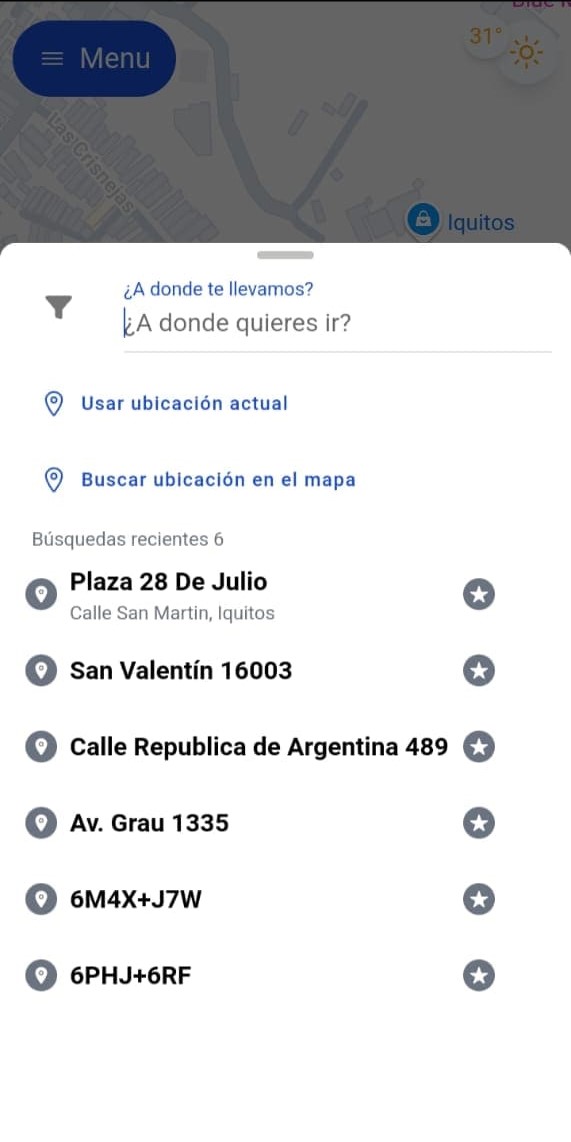 31°
Menu
Las Crisnejas
Iquitos
¿A donde te llevamos?
¿A donde quieres ir?
Usar ubicación actual
Buscar ubicación en el mapa
Búsquedas recientes 6
Plaza 28 De Julio
Calle San Martin, Iquitos
San Valentín 16003
Calle Republica de Argentina 489
Av. Grau 1335
6M4X+J7W
6PHJ+6RF